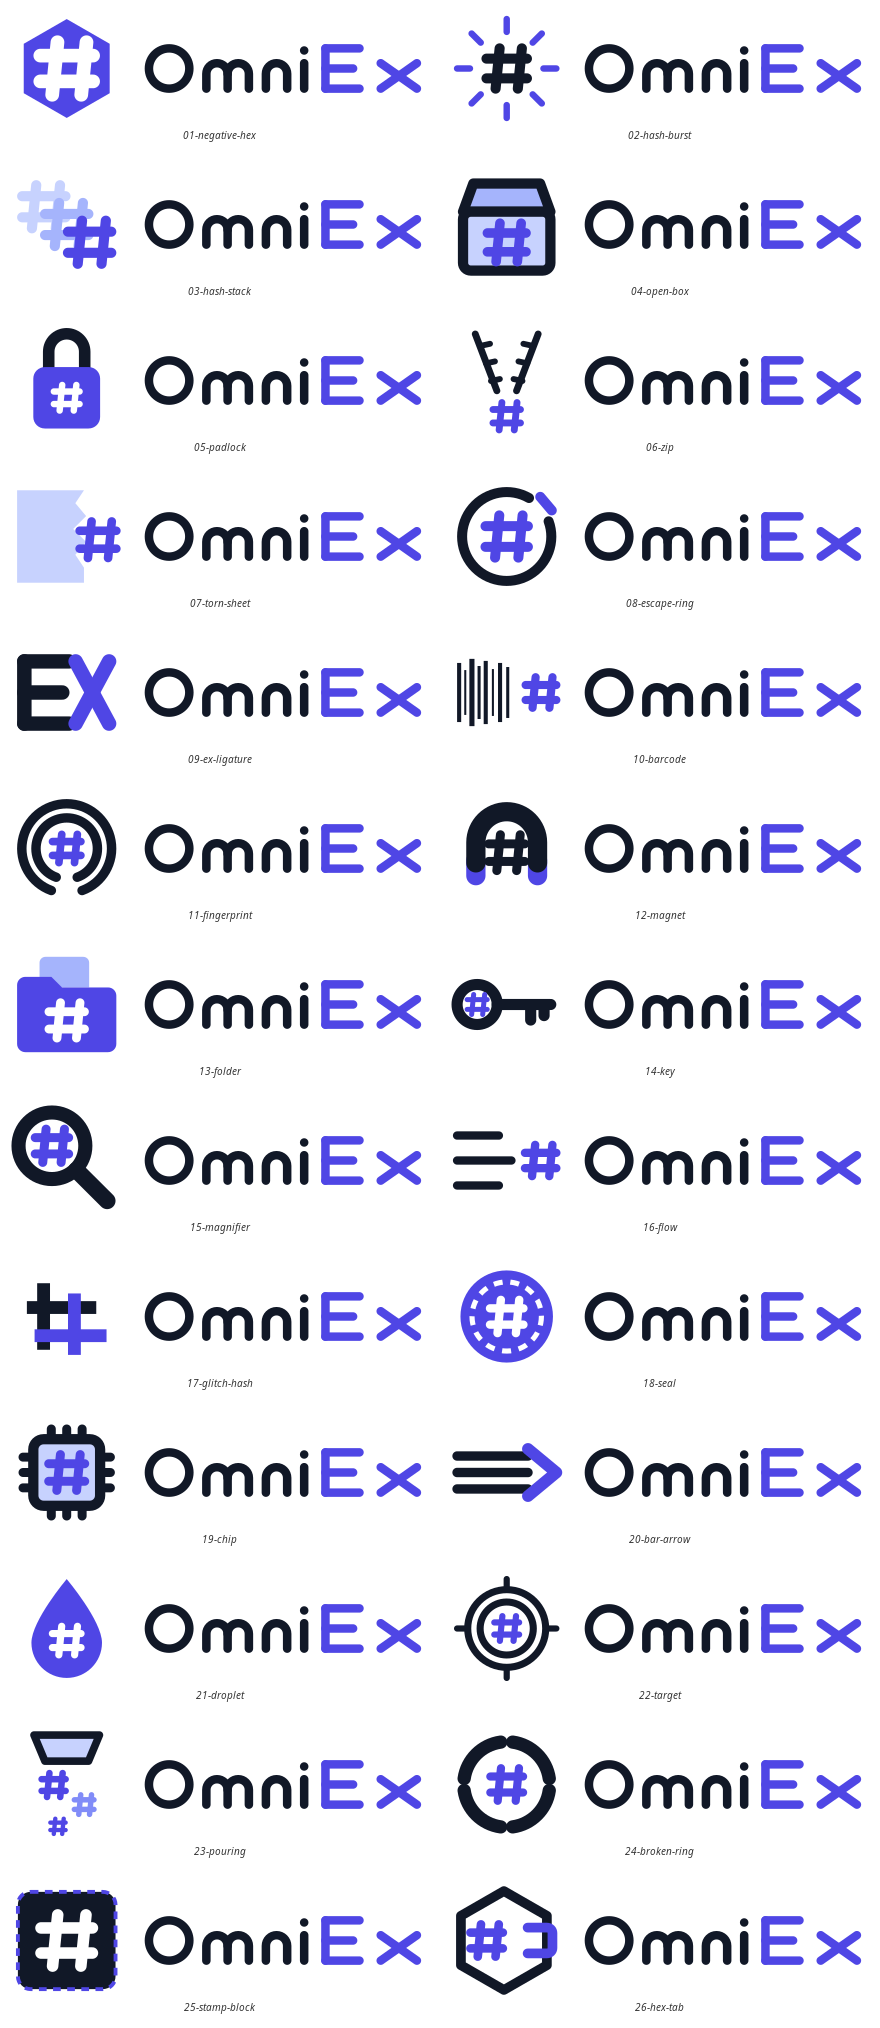 # OmniEx # OmniEx
01-negative-hex 02-hash-burst
### OmniEx # OmniEx
03-hash-stack 04-open-box
# OmniEx # OmniEx
05-padlock 06-zip
# OmniEx # OmniEx
07-torn-sheet 08-escape-ring
EX OmniEx # OmniEx
09-ex-ligature 10-barcode
# OmniEx # OmniEx
11-fingerprint 12-magnet
# OmniEx # OmniEx
13-folder 14-key
# OmniEx # OmniEx
15-magnifier 16-flow
# OmniEx # OmniEx
17-glitch-hash 18-seal
# OmniEx OmniEx
19-chip 20-bar-arrow
# OmniEx # OmniEx
21-droplet 22-target
### OmniEx # OmniEx
23-pouring 24-broken-ring
# OmniEx # OmniEx
25-stamp-block 26-hex-tab